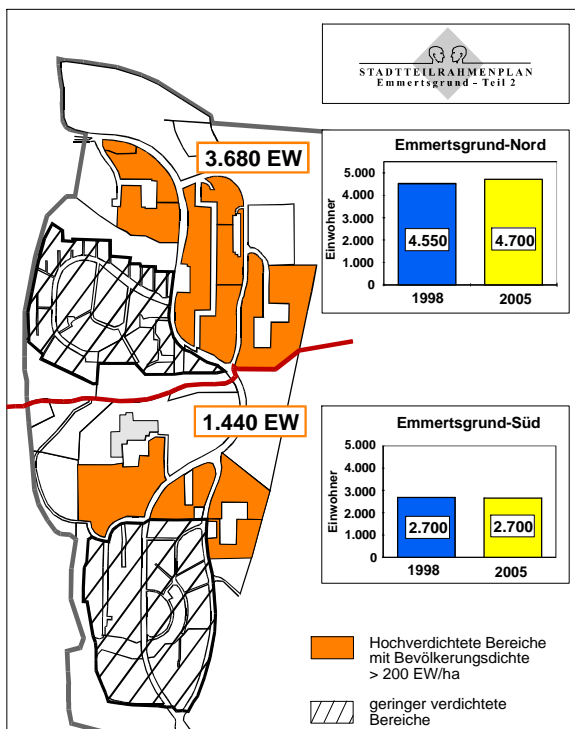 STADTTEILRAHMENPLAN
Emmertsgrund - Teil 2
3.680 EW
Emmertsgrund-Nord
Einwohner
5.000
4.000
3.000
2.000
1.000
0
4.550
4.700
1998
2005
1.440 EW
Emmertsgrund-Süd
Einwohner
5.000
4.000
3.000
2.000
1.000
0
2.700
2.700
1998
2005
Hochverdichtete Bereiche
mit Bevölkerungsdichte
> 200 EW/ha
geringer verdichtete
Bereiche